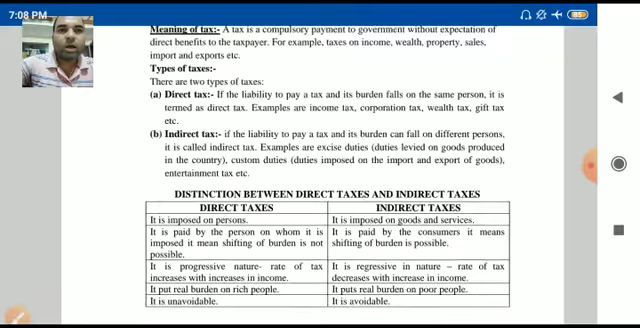 7:08 PM
85
Meaning of tax: A tax is a compulsory payment to government without expectation of
direct benefits to the taxpayer. For example, taxes on income, wealth, property, sales,
import and exports etc.
Types of taxes:
There are two types of taxes:
(a) Direct tax:- If the liability to pay a tax and its burden falls on the same person, it is
termed as direct tax. Examples are income tax, corporation tax, wealth tax, gift tax
etc.
(b) Indirect tax:- if the liability to pay a tax and its burden can fall on different persons,
it is called indirect tax. Examples are excise duties (duties levied on goods produced
in the country), custom duties (duties imposed on the import and export of goods),
entertainment tax etc.
DISTINCTION BETWEEN DIRECT TAXES AND INDIRECT TAXES
DIRECT TAXES INDIRECT TAXES
It is imposed on persons. It is imposed on goods and services.
It is paid by the person on whom it is It is paid by the consumers it means
imposed it mean shifting of burden is not shifting of burden is possible.
possible.
It is progressive nature- rate of tax It is regressive in nature – rate of tax
increases with increases in income. decreases with increase in income.
It put real burden on rich people. It puts real burden on poor people.
It is unavoidable. It is avoidable.